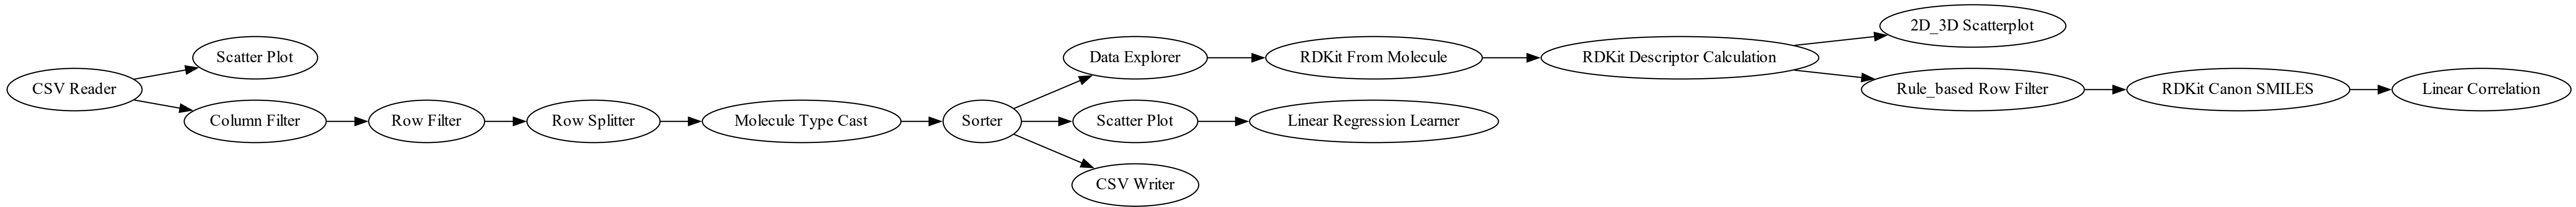 CSV Reader
Scatter Plot
Column Filter
Row Filter
Row Splitter
Molecule Type Cast
Sorter
Data Explorer
Scatter Plot
CSV Writer
RDKit From Molecule
Linear Regression Learner
RDKit Descriptor Calculation
2D_3D Scatterplot
Rule_based Row Filter
RDKit Canon SMILES
Linear Correlation